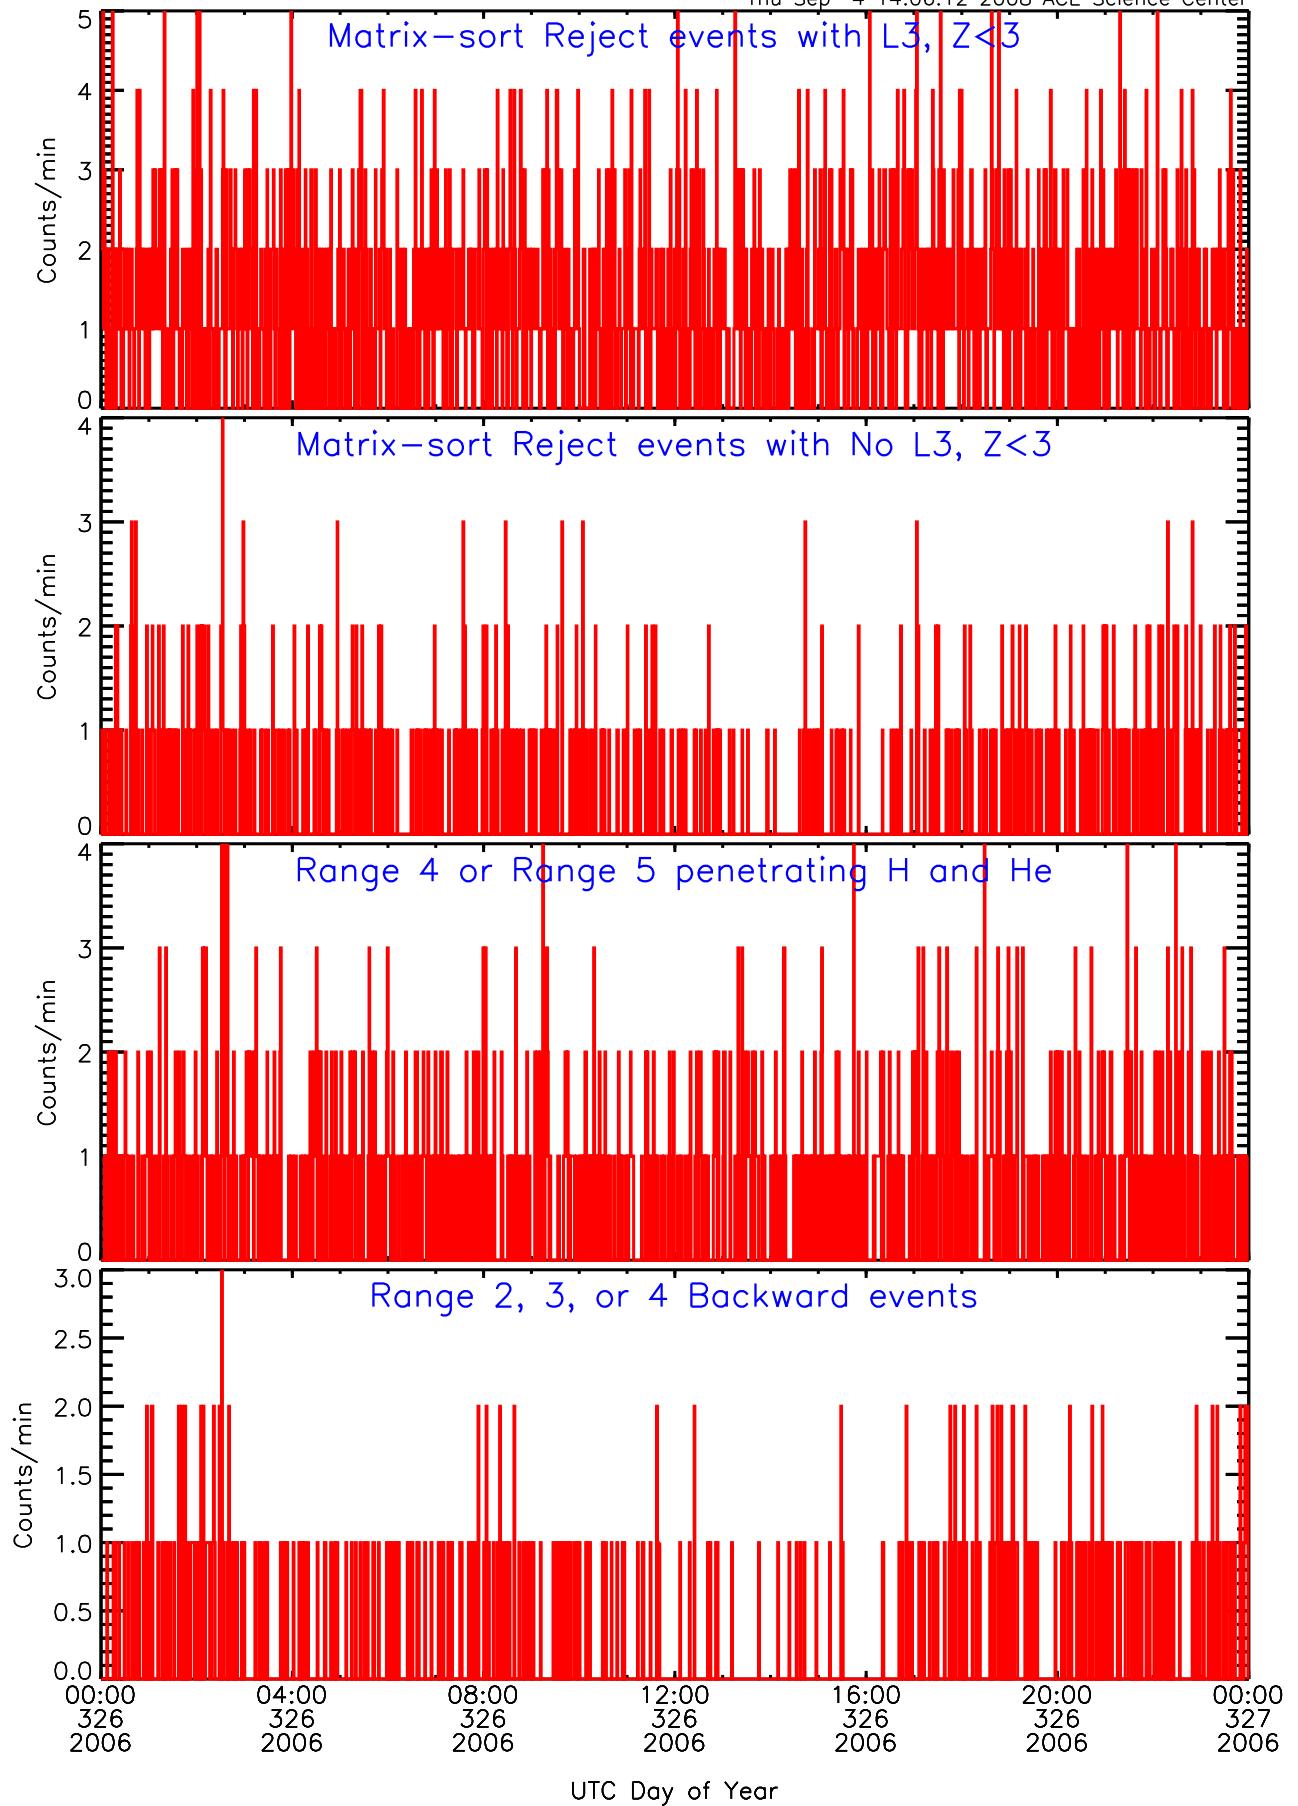 Matrix-sort Reject events with L3, Z<3
5
4
3
2
1
0
Counts/min
Matrix-sort Reject events with No L3, Z<3
4
3
2
1
0
Counts/min
Range 4 or Range 5 penetrating H and He
4
3
2
1
0
Counts/min
Range 2, 3, or 4 Backward events
3.0
2.5
2.0
1.5
1.0
0.5
0.0
Counts/min
00:00 04:00 08:00 12:00 16:00 20:00 00:00
326 326 326 326 326 326 327
2006 2006 2006 2006 2006 2006 2006
UTC Day of Year